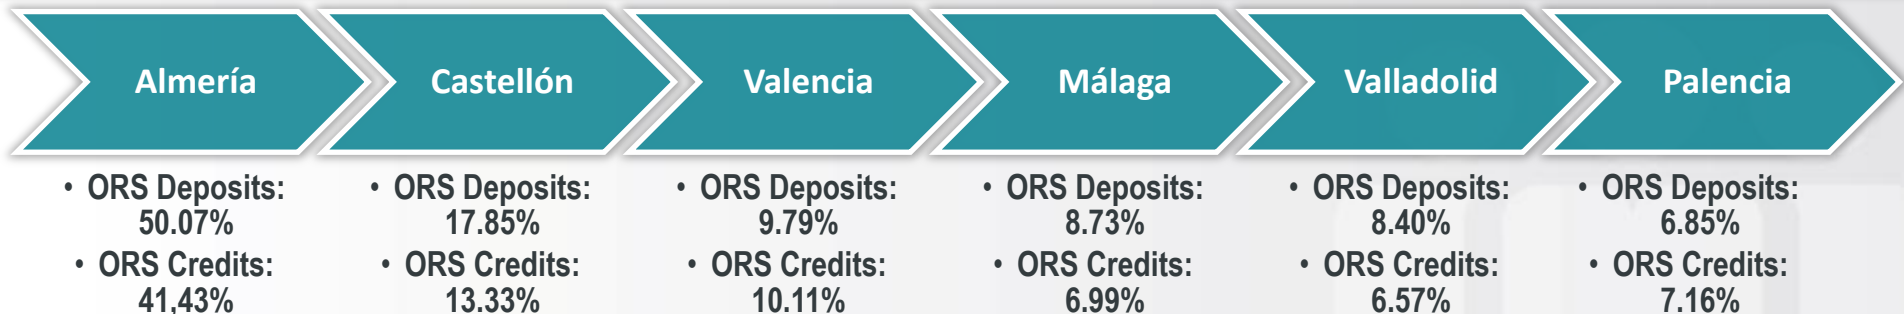 Almería
• ORS Deposits:
50.07%
• ORS Credits:
41,43%
Castellón
• ORS Deposits:
17.85%
• ORS Credits:
13.33%
Valencia
• ORS Deposits:
9.79%
• ORS Credits:
10.11%
Málaga
• ORS Deposits:
8.73%
• ORS Credits:
6.99%
Valladolid
• ORS Deposits:
8.40%
• ORS Credits:
6.57%
Palencia
• ORS Deposits:
6.85%
• ORS Credits:
7.16%